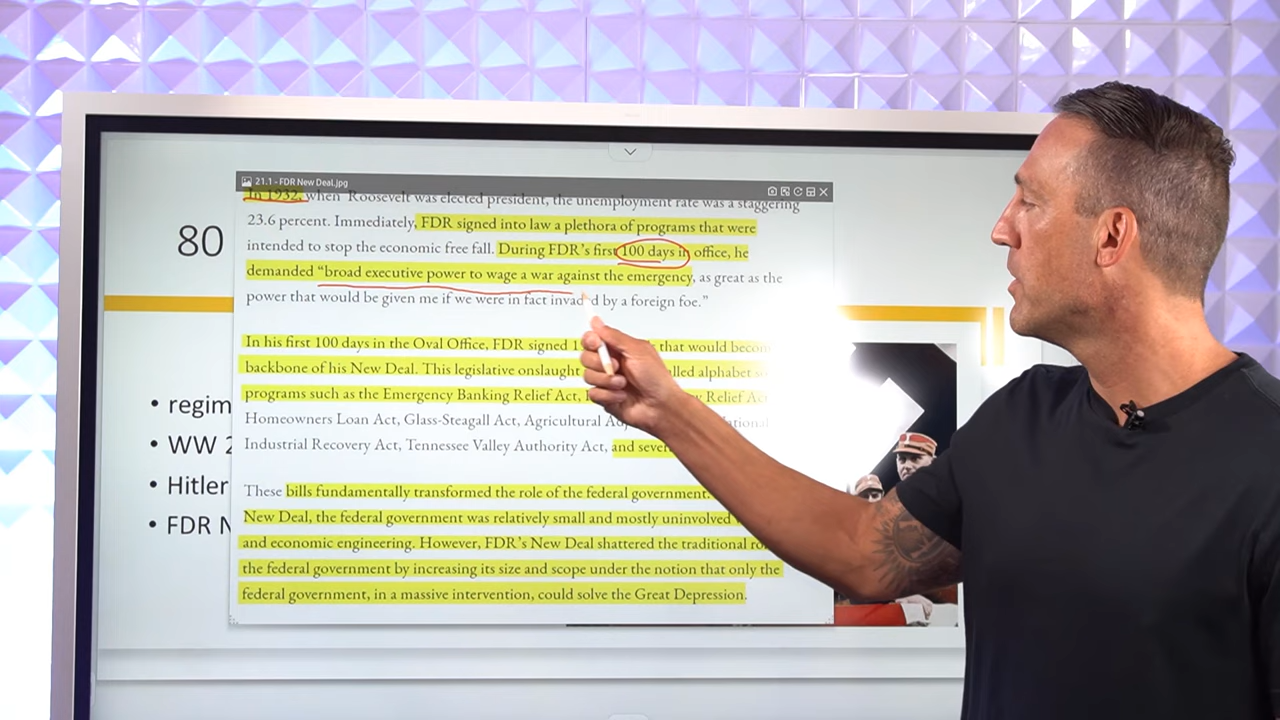 21.1 - FDR New Deal.jpg
In 1932, when Roosevelt was elected president, the unemployment rate was a staggering
23.6 percent. Immediately, FDR signed into law a plethora of programs that were
intended to stop the economic free fall. During FDR's first 100 days in office, he
demanded “broad executive power to wage a war against the emergency, as great as the
power that would be given me if we were in fact invaded by a foreign foe.”
In his first 100 days in the Oval Office, FDR signed that would
backbone of his New Deal. This legislative onslaught alphabet
programs such as the Emergency Banking Relief Act, Relief
Homeowners Loan Act, Glass-Steagall Act, Agricultural
Industrial Recovery Act, Tennessee Valley Authority Act, and
These bills fundamentally transformed the role of the federal government.
New Deal, the federal government was relatively small and mostly uninvolved
and economic engineering. However, FDR's New Deal shattered the traditional
the federal government by increasing its size and scope under the notion that only the
federal government, in a massive intervention, could solve the Great Depression.
80
• regim
• WW 2
• Hitler
• FDR N